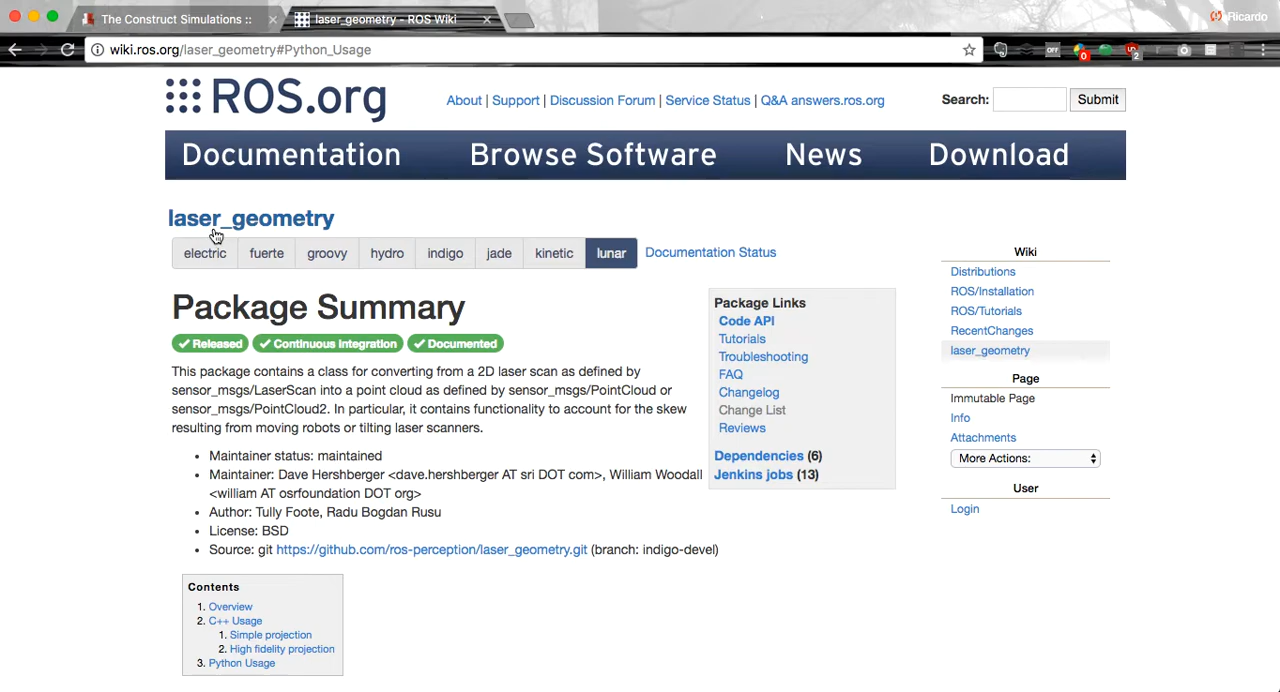 The Construct Simulations ::
laser_geometry - ROS Wiki
Ricardo
wiki.ros.org/laser_geometry#Python_Usage
OFF
0
2
ROS.org
About | Support | Discussion Forum | Service Status | Q&A answers.ros.org
Search:
Submit
Documentation
Browse Software
News
Download
laser_geometry
electric
fuerte
groovy
hydro
indigo
jade
kinetic
lunar
Documentation Status
Package Summary
Released
Continuous Integration
Documented
This package contains a class for converting from a 2D laser scan as defined by
sensor_msgs/LaserScan into a point cloud as defined by sensor_msgs/PointCloud or
sensor_msgs/PointCloud2. In particular, it contains functionality to account for the skew
resulting from moving robots or tilting laser scanners.
• Maintainer status: maintained
• Maintainer: Dave Hershberger <dave.hershberger AT sri DOT com>, William Woodall
<william AT osrfoundation DOT org>
• Author: Tully Foote, Radu Bogdan Rusu
• License: BSD
• Source: git https://github.com/ros-perception/laser_geometry.git (branch: indigo-devel)
Package Links
Code API
Tutorials
Troubleshooting
FAQ
Changelog
Change List
Reviews
Dependencies (6)
Jenkins jobs (13)
Contents
1. Overview
2. C++ Usage
1. Simple projection
2. High fidelity projection
3. Python Usage
Wiki
Distributions
ROS/Installation
ROS/Tutorials
RecentChanges
laser_geometry
Page
Immutable Page
Info
Attachments
More Actions:
User
Login